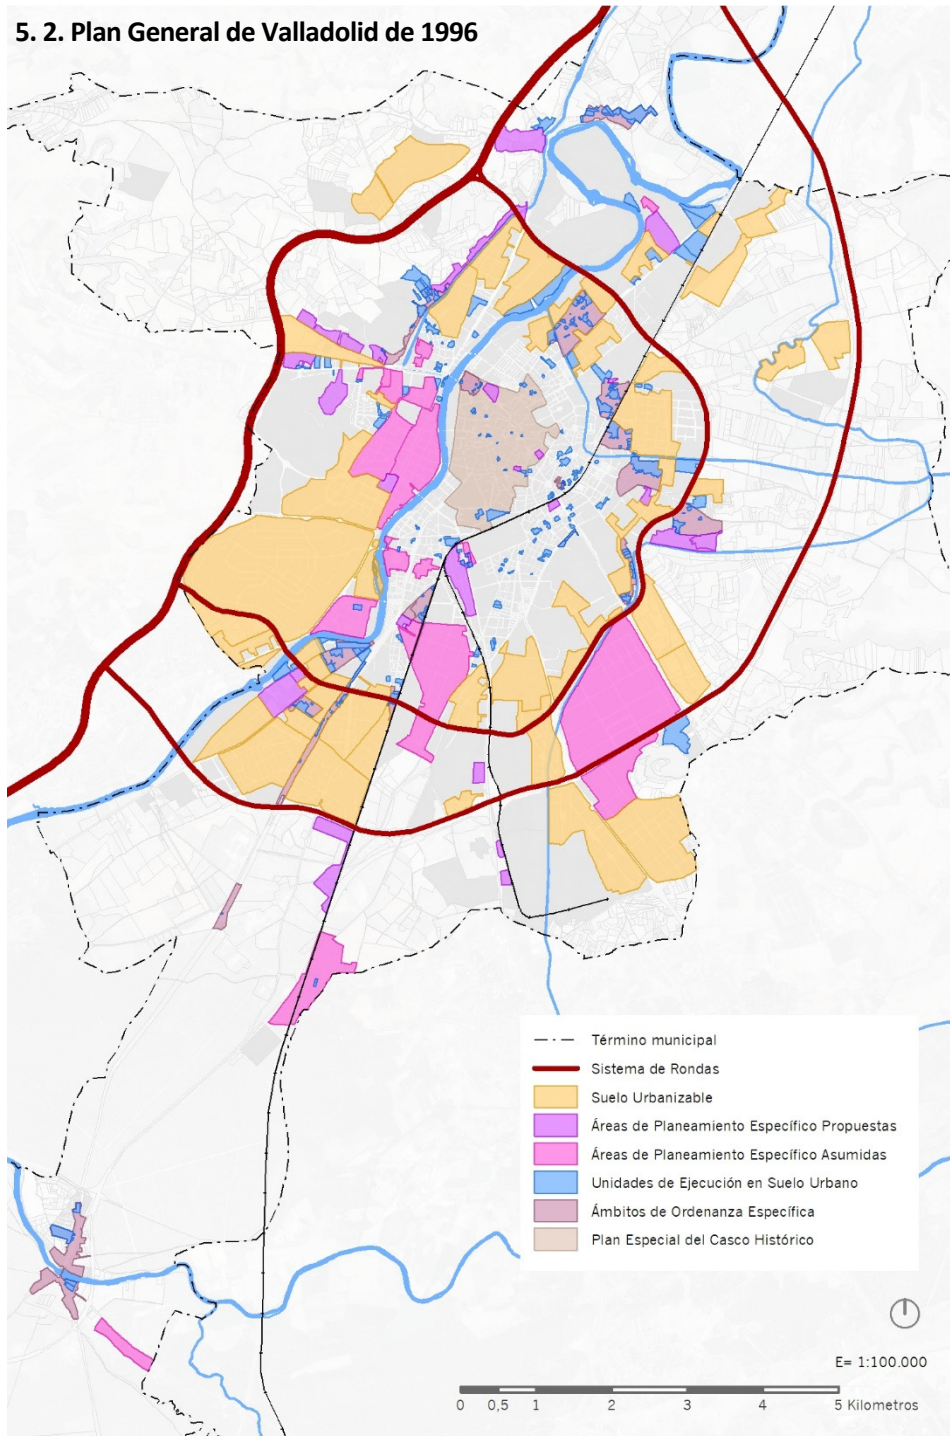 5. 2. Plan General de Valladolid de 1996
Término municipal
Sistema de Rondas
Suelo Urbanizable
Áreas de Planeamiento Específico Propuestas
Áreas de Planeamiento Específico Asumidas
Unidades de Ejecución en Suelo Urbano
Ámbitos de Ordenanza Específica
Plan Especial del Casco Histórico
E= 1:100.000
0 0,5 1 2 3 4 5 Kilometros